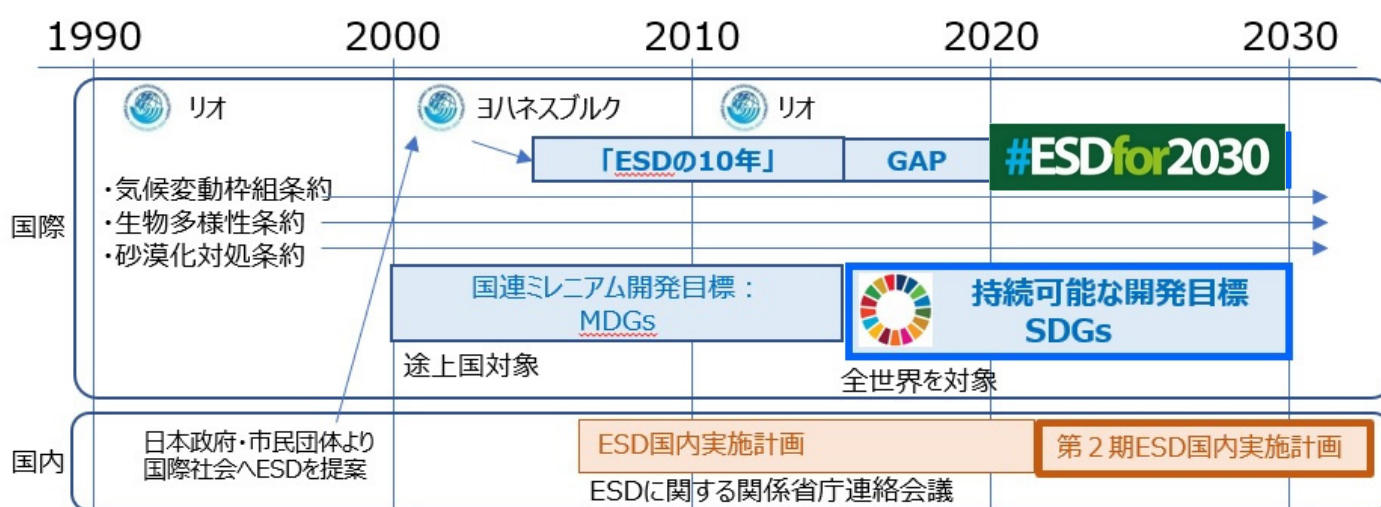 1990 2000 2010 2020 2030
リオ ヨハネスブルク リオ
「ESDの10年」 GAP #ESDfor2030
国際
・気候変動枠組条約
・生物多様性条約
・砂漠化対処条約
国連ミレニアム開発目標：
MDGs
持続可能な開発目標
SDGs
途上国対象
全世界を対象
国内
日本政府・市民団体より
国際社会へESDを提案
ESD国内実施計画
第２期ESD国内実施計画
ESDに関する関係省庁連絡会議